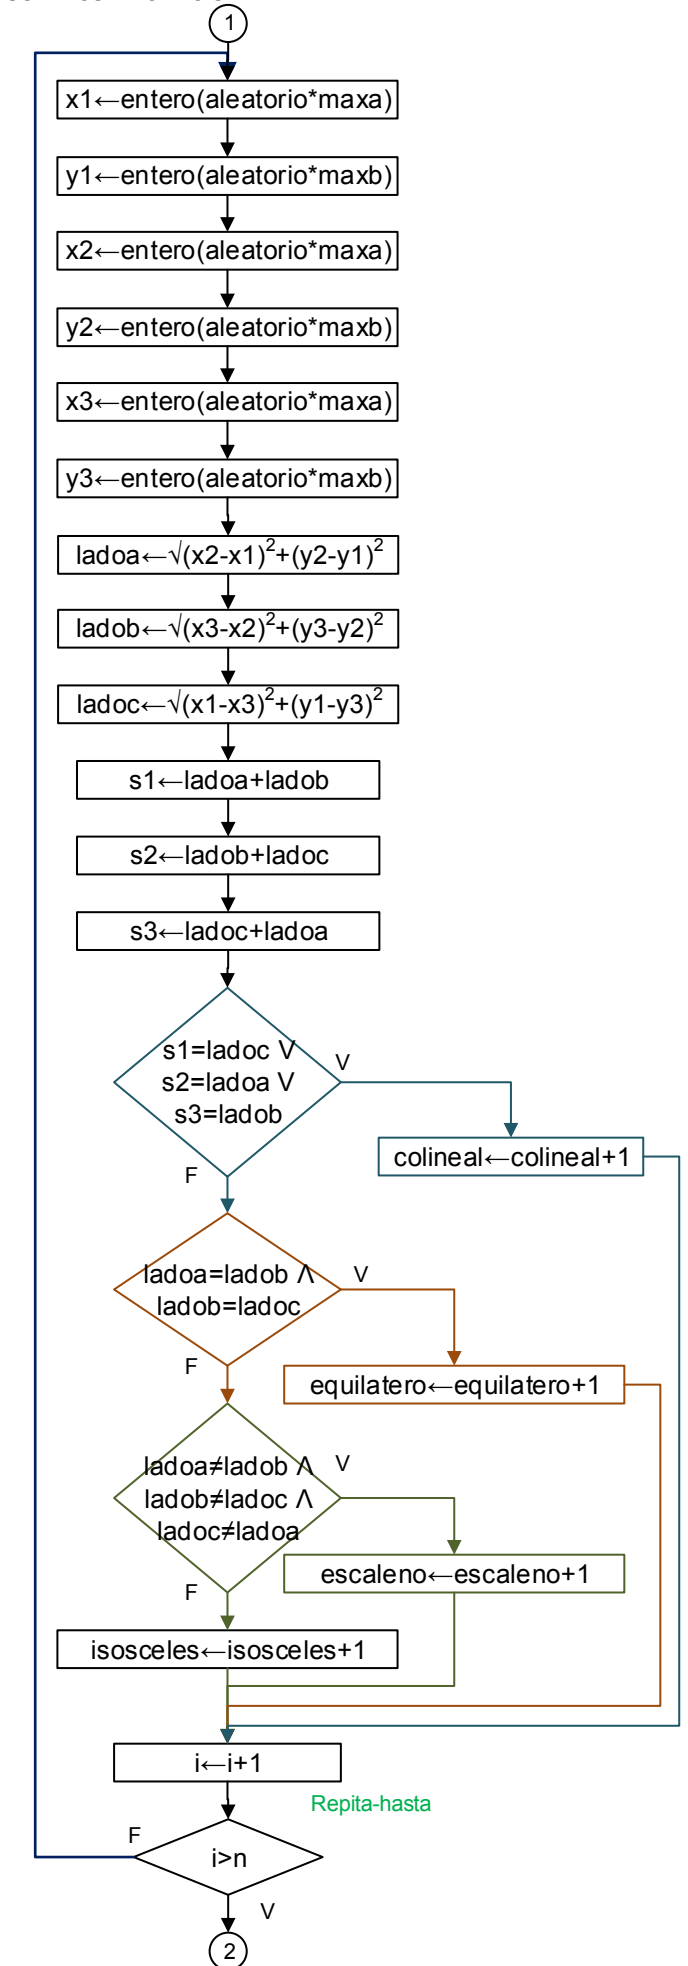 1
x1←entero(aleatorio*maxa)
y1←entero(aleatorio*maxb)
x2←entero(aleatorio*maxa)
y2←entero(aleatorio*maxb)
x3←entero(aleatorio*maxa)
y3←entero(aleatorio*maxb)
ladoa←√(x2-x1)²+(y2-y1)²
ladob←√(x3-x2)²+(y3-y2)²
ladoc←√(x1-x3)²+(y1-y3)²
s1←ladoa+ladob
s2←ladob+ladoc
s3←ladoc+ladoa
s1=ladoc V
s2=ladoa V
s3=ladob
V
colineal←colineal+1
F
ladoa=ladob Λ
ladob=ladoc
V
equilatero←equilatero+1
F
ladoa≠ladob Λ
ladob≠ladoc Λ
ladoc≠ladoa
V
escaleno←escaleno+1
F
isosceles←isosceles+1
i←i+1
Repita-hasta
F
i>n
V
2